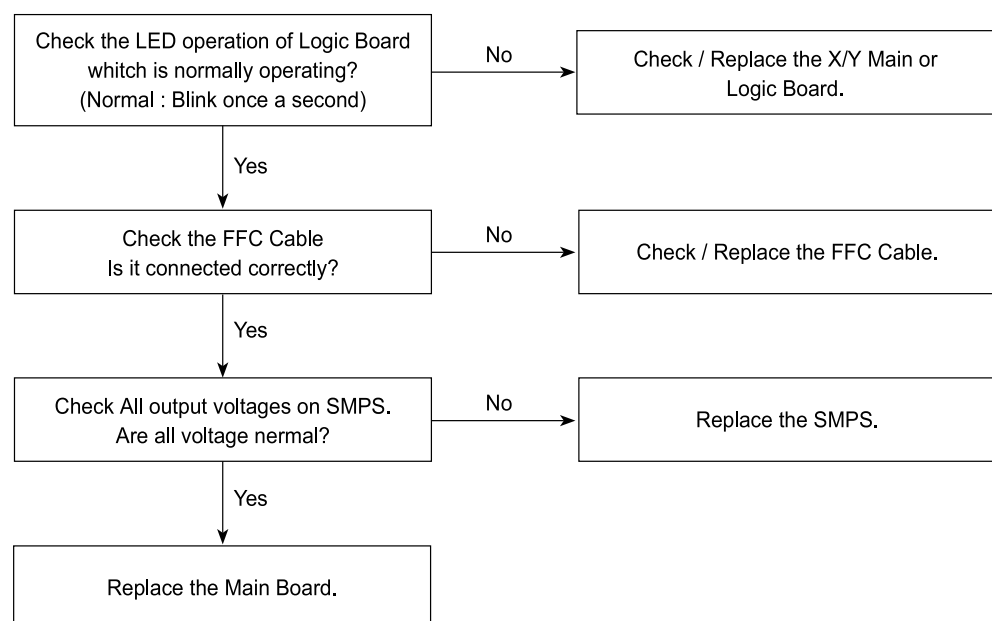 Check the LED operation of Logic Board
whitch is normally operating?
(Normal : Blink once a second)
No
Check / Replace the X/Y Main or
Logic Board.
Yes
Check the FFC Cable
Is it connected correctly?
No
Check / Replace the FFC Cable.
Yes
Check All output voltages on SMPS.
Are all voltage nermal?
No
Replace the SMPS.
Yes
Replace the Main Board.